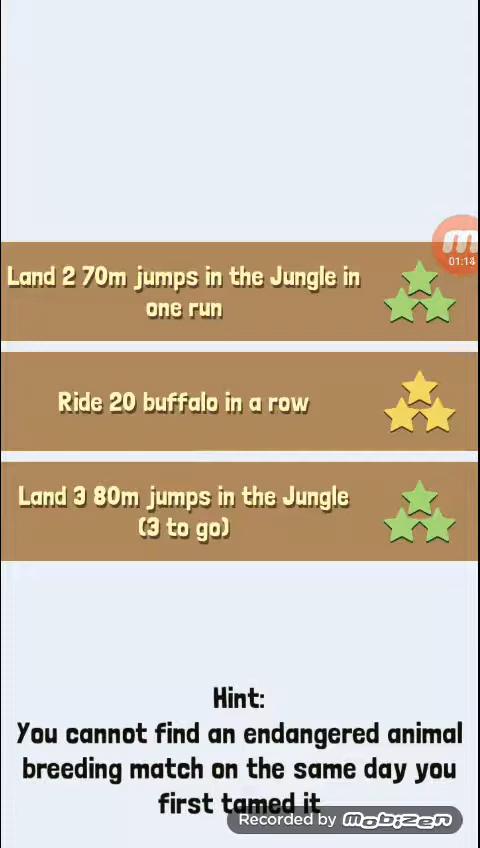 01:14
Land 2 70m jumps in the Jungle in
one run
Ride 20 buffalo in a row
Land 3 80m jumps in the Jungle
(3 to go)
Hint:
You cannot find an endangered animal
breeding match on the same day you
first tamed it
Recorded by mobizen